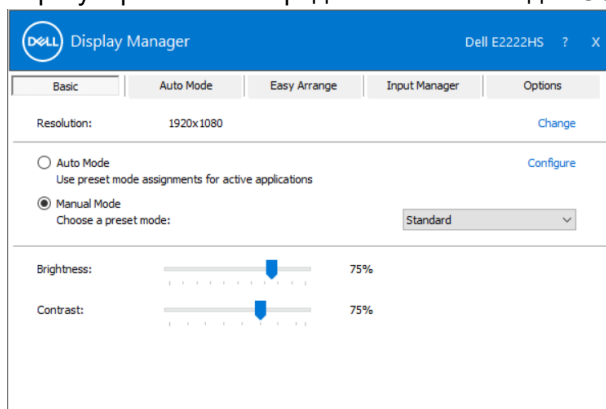 DELL Display Manager Dell E2222HS ? X
Basic Auto Mode Easy Arrange Input Manager Options
Resolution: 1920x1080 Change
Auto Mode Configure
Use preset mode assignments for active applications
Manual Mode
Choose a preset mode: Standard
Brightness: 75%
Contrast: 75%